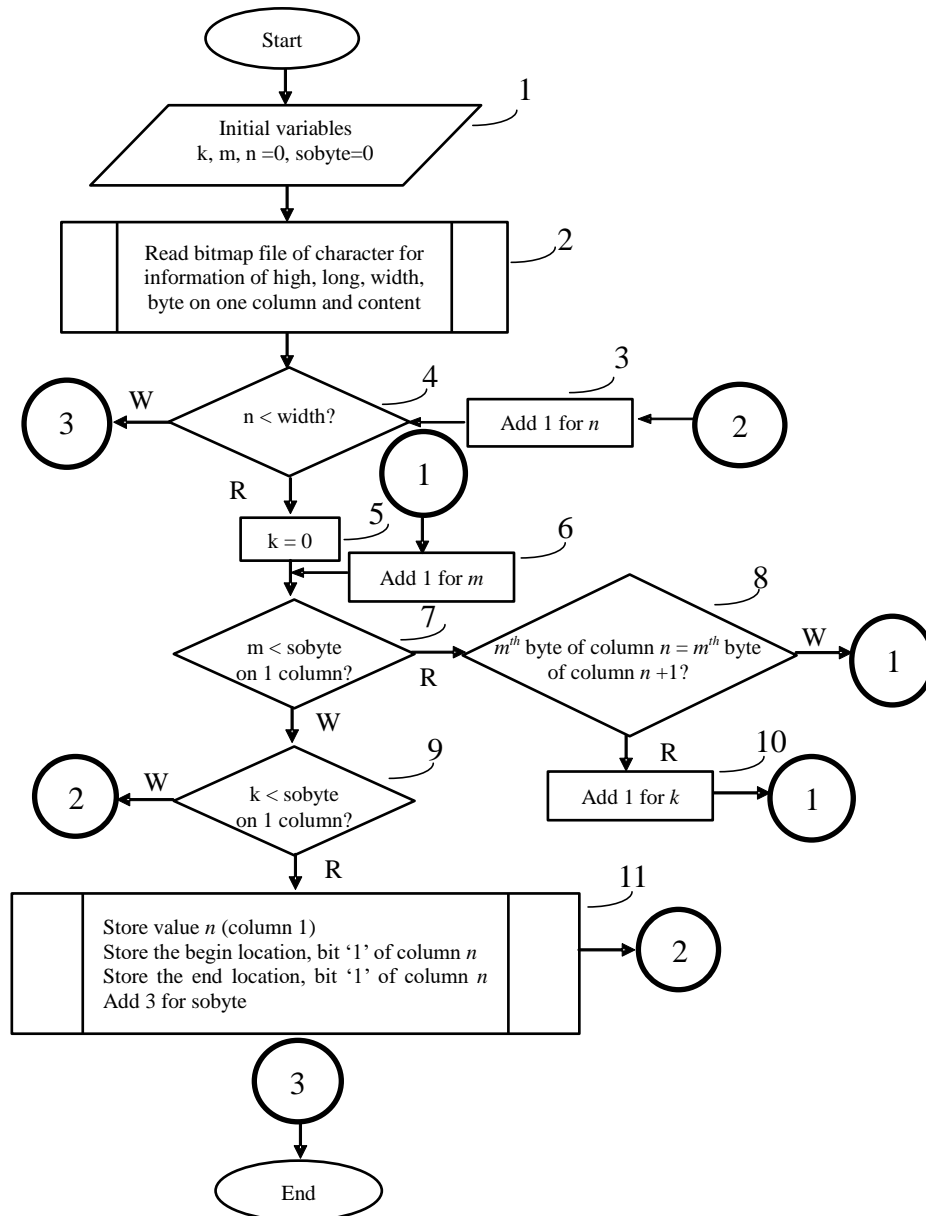 Start
1
Initial variables
k, m, n =0, sobyte=0
2
Read bitmap file of character for
information of high, long, width,
byte on one column and content
3
4
W
3
n < width?
Add 1 for n
2
1
R
5
k = 0
6
Add 1 for m
8
7
m < sobyte
on 1 column?
R
mth byte of column n = mth byte
of column n +1?
W
1
W
R
10
9
2
W
k < sobyte
on 1 column?
Add 1 for k
1
R
11
Store value n (column 1)
Store the begin location, bit ‘1’ of column n
Store the end location, bit ‘1’ of column n
Add 3 for sobyte
2
3
End